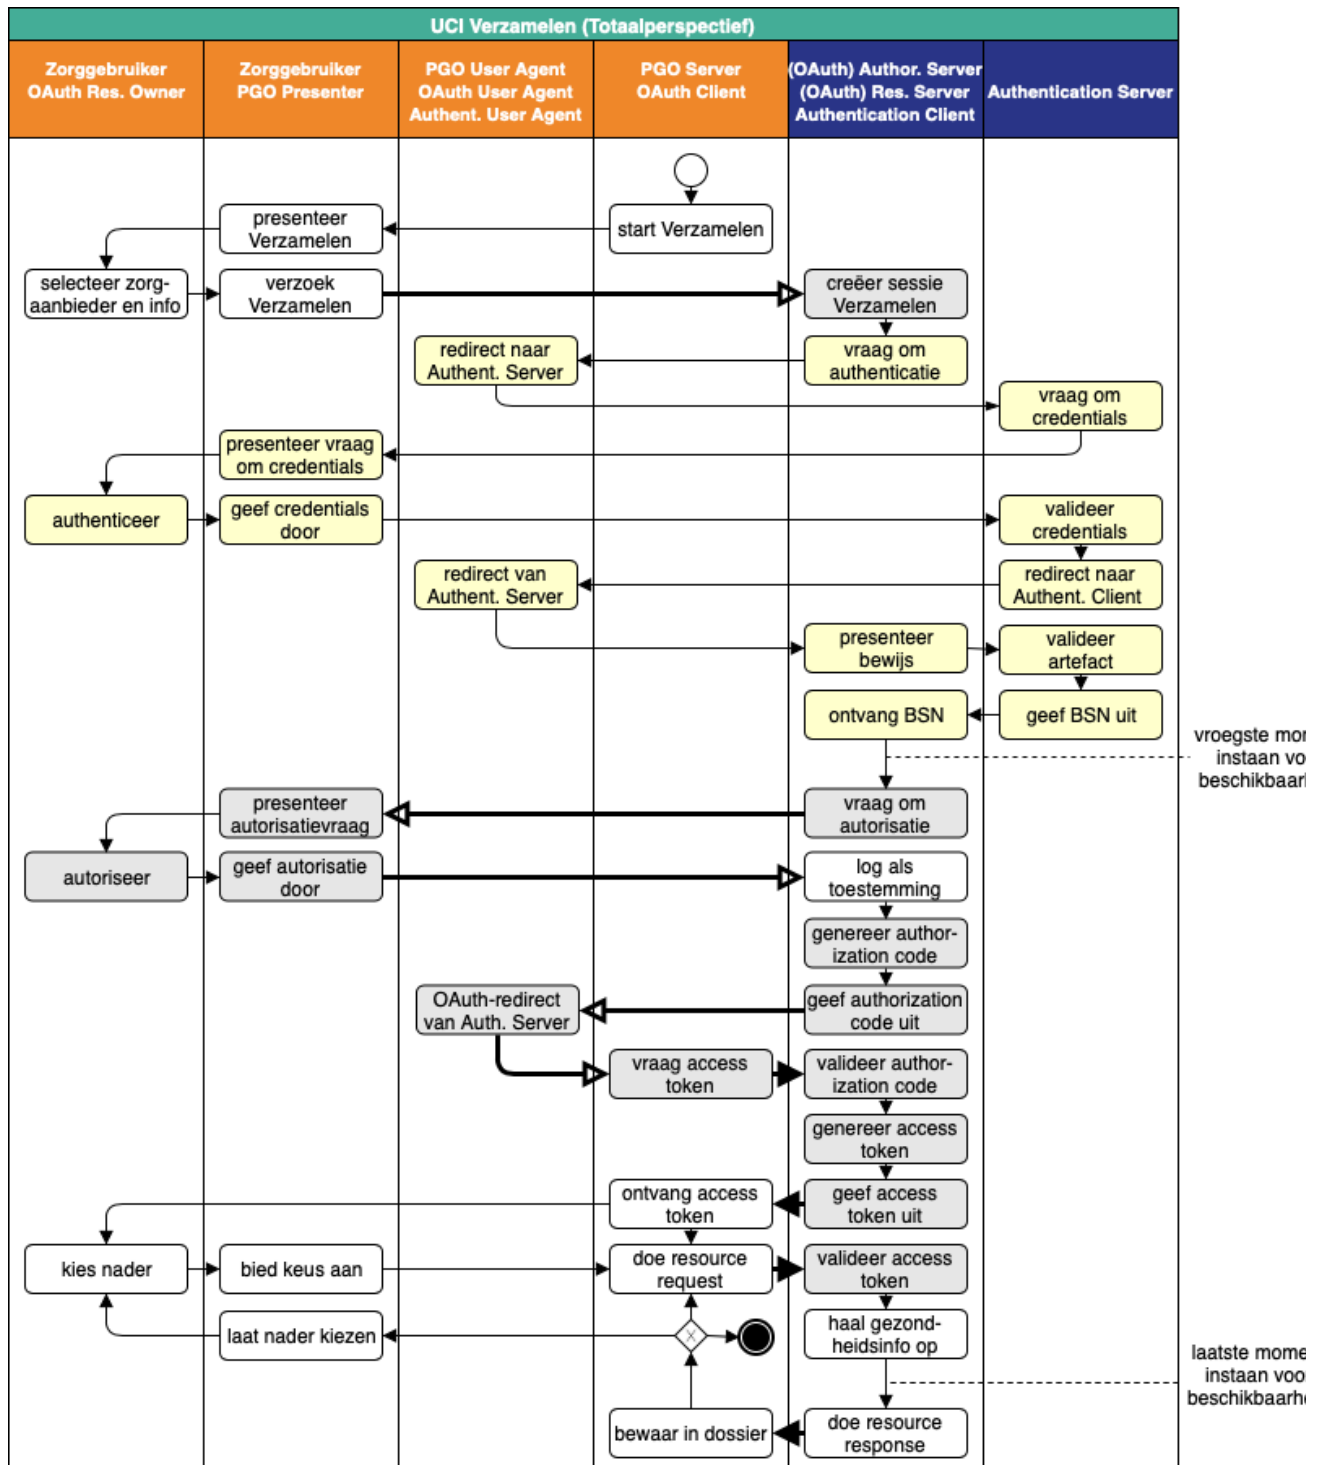 UCI Verzamelen (Totaalperspectief)
Zorggebruiker
OAuth Res. Owner
Zorggebruiker
PGO Presenter
PGO User Agent
OAuth User Agent
Authent. User Agent
PGO Server
OAuth Client
(OAuth) Author. Server
(OAuth) Res. Server
Authentication Client
Authentication Server
presenteer
Verzamelen
start Verzamelen
selecteer zorg-
aanbieder en info
verzoek
Verzamelen
creëer sessie
Verzamelen
redirect naar
Authent. Server
vraag om
authenticatie
vraag om
credentials
presenteer vraag
om credentials
authenticeer
geef credentials
door
valideer
credentials
redirect van
Authent. Server
redirect naar
Authent. Client
presenteer
bewijs
valideer
artefact
ontvang BSN
geef BSN uit
vroegste
instaan
presenteer
autorisatievraag
vraag om
autorisatie
autoriseer
geef autorisatie
door
log als
toestemming
genereer author-
ization code
OAuth-redirect
van Auth. Server
geef authorization
code uit
vraag access
token
valideer author-
ization code
genereer access
token
ontvang access
token
geef access
token uit
kies nader
bied keus aan
doe resource
request
valideer access
token
laat nader kiezen
X
haal gezond-
heidsinfo op
laatste
instaan
bewaar in dossier
doe resource
response